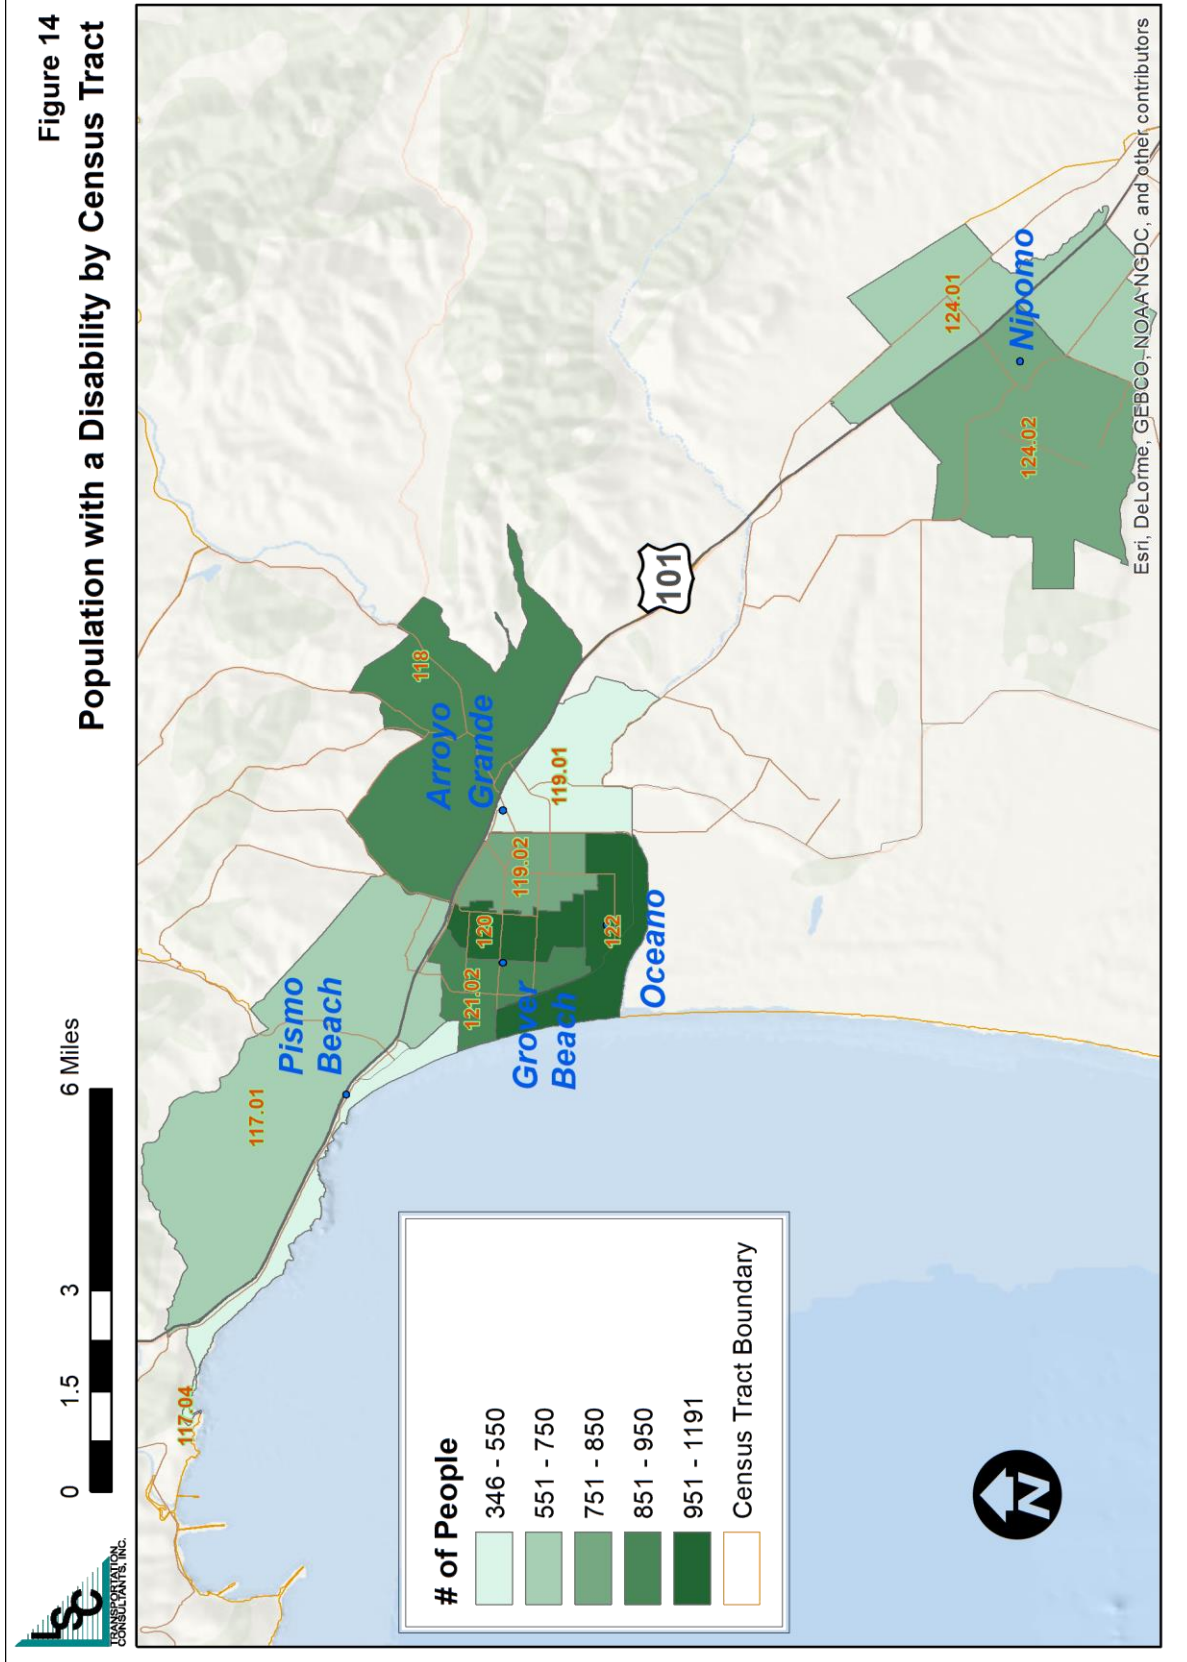 Figure 14
Population with a Disability by Census Tract
LSC
TRANSPORTATION
CONSULTANTS, INC.
0
1.5
3
6 Miles
117.04
117.01
Pismo
Beach
118
Arroyo
Grande
119.01
119.02
120
121.02
122
Grover
Beach
Oceano
101
124.01
Nipomo
124.02
# of People
346 - 550
551 - 750
751 - 850
851 - 950
951 - 1191
Census Tract Boundary
N
Esri, DeLorme, GEBCO, NOAA NGDC, and other contributors